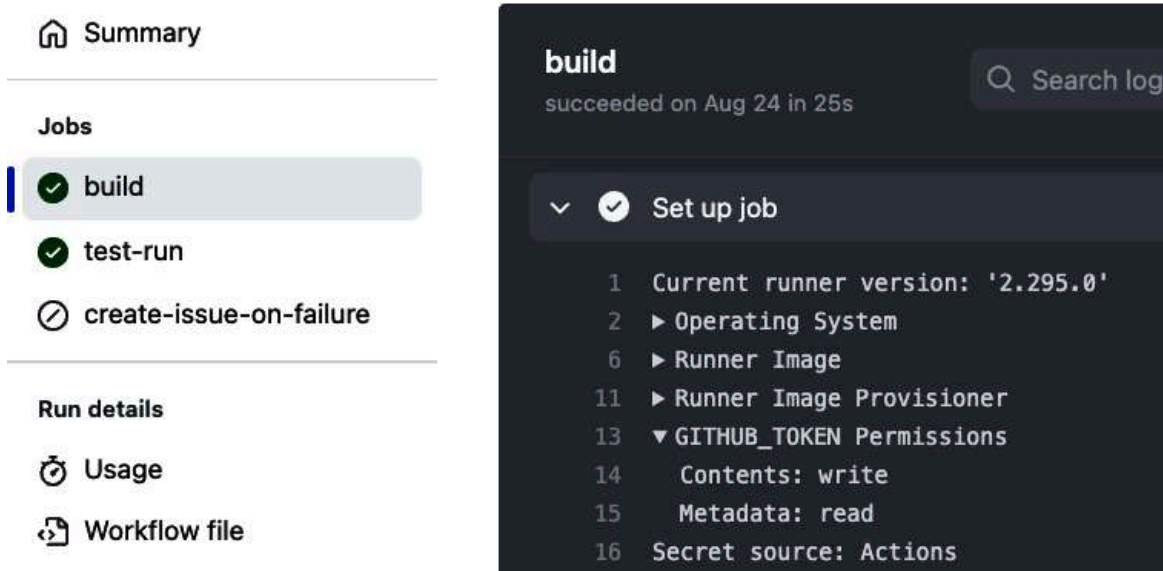 Summary
Jobs
build
test-run
create-issue-on-failure
Run details
Usage
Workflow file
build
succeeded on Aug 24 in 25s
Search log
Set up job
1 Current runner version: '2.295.0'
2 ▶ Operating System
6 ▶ Runner Image
11 ▶ Runner Image Provisioner
13 ▼ GITHUB_TOKEN Permissions
14 Contents: write
15 Metadata: read
16 Secret source: Actions